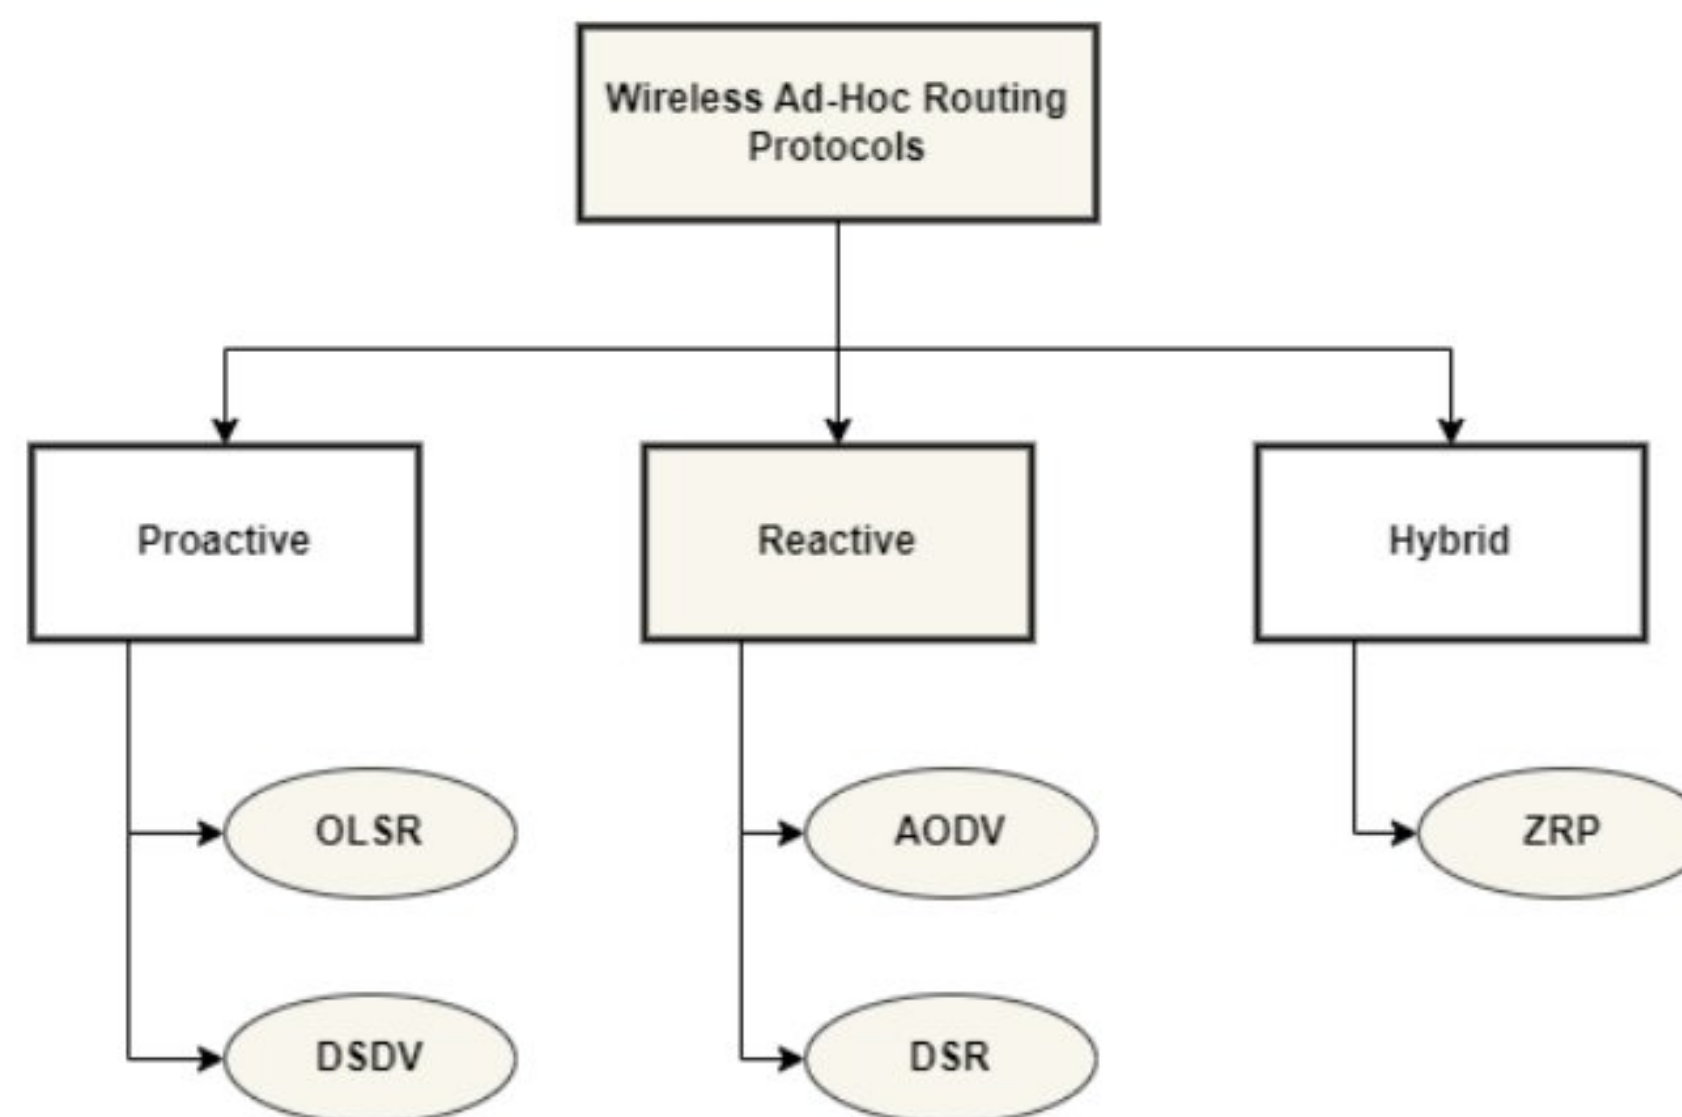 Wireless Ad-Hoc Routing
Protocols
Proactive
Reactive
Hybrid
OLSR
AODV
ZRP
DSDV
DSR